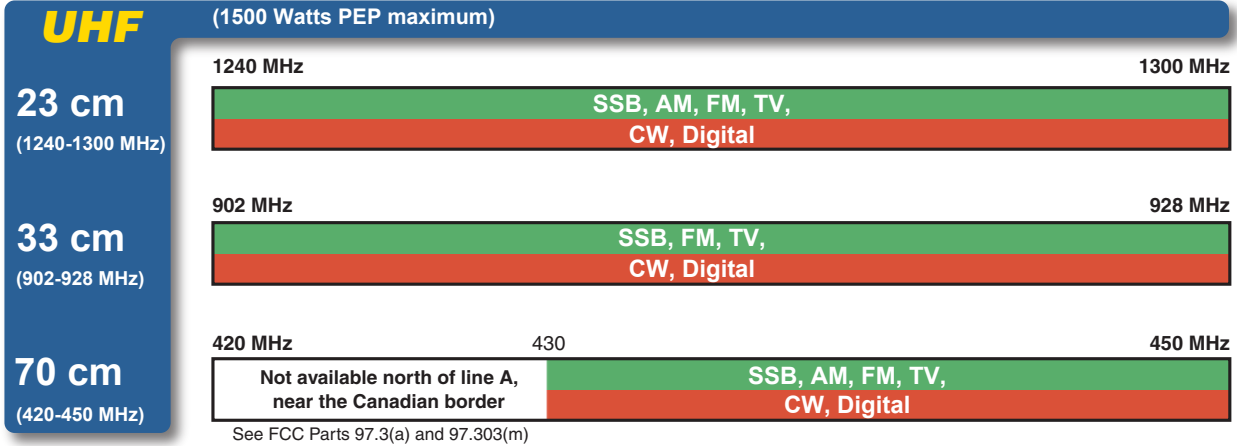 UHF
(1500 Watts PEP maximum)
1240 MHz
1300 MHz
23 cm
(1240-1300 MHz)
SSB, AM, FM, TV,
CW, Digital
902 MHz
928 MHz
33 cm
(902-928 MHz)
SSB, FM, TV,
CW, Digital
420 MHz
430
450 MHz
70 cm
(420-450 MHz)
Not available north of line A,
near the Canadian border
SSB, AM, FM, TV,
CW, Digital
See FCC Parts 97.3(a) and 97.303(m)